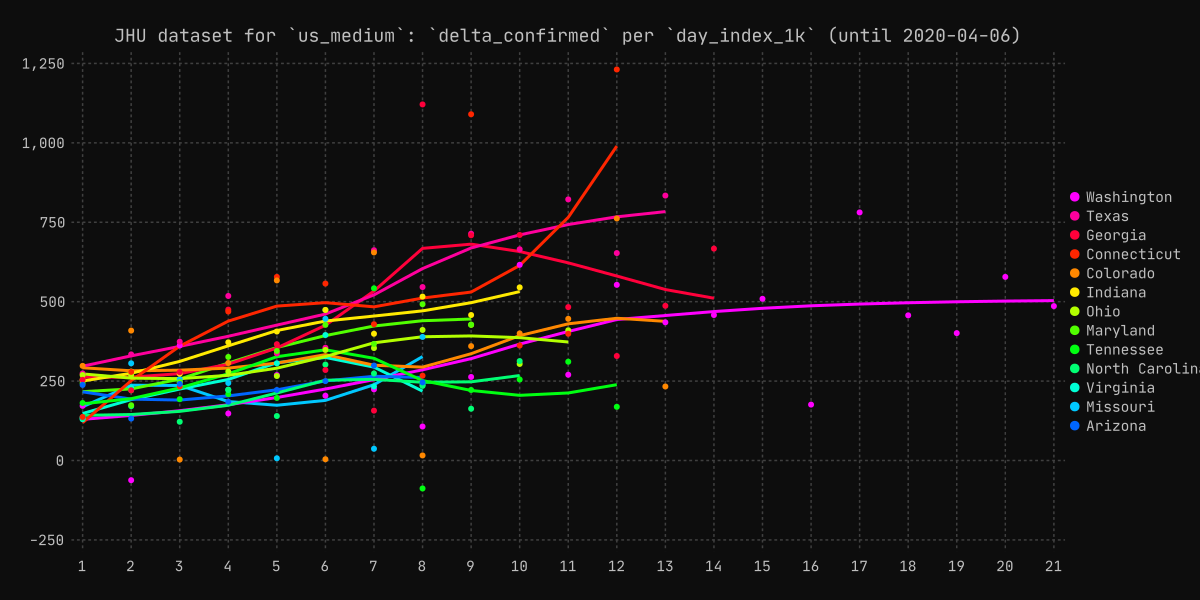 JHU dataset for `us_medium`: `delta_confirmed` per `day_index_1k` (until 2020-04-06)
1,250
1,000
750
500
250
0
−250
1 2 3 4 5 6 7 8 9 10 11 12 13 14 15 16 17 18 19 20 21
Washington
Texas
Georgia
Connecticut
Colorado
Indiana
Ohio
Maryland
Tennessee
North Carolina
Virginia
Missouri
Arizona